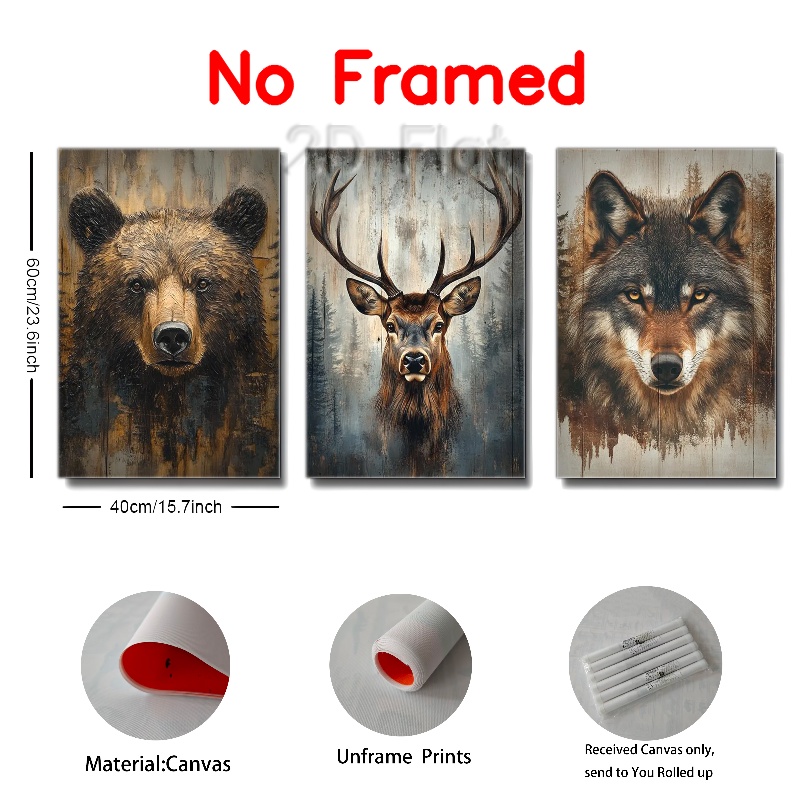 No Framed
2D Flat
60cm/23.6inch
40cm/15.7inch
Material:Canvas
Unframe Prints
Received Canvas only,
send to You Rolled up